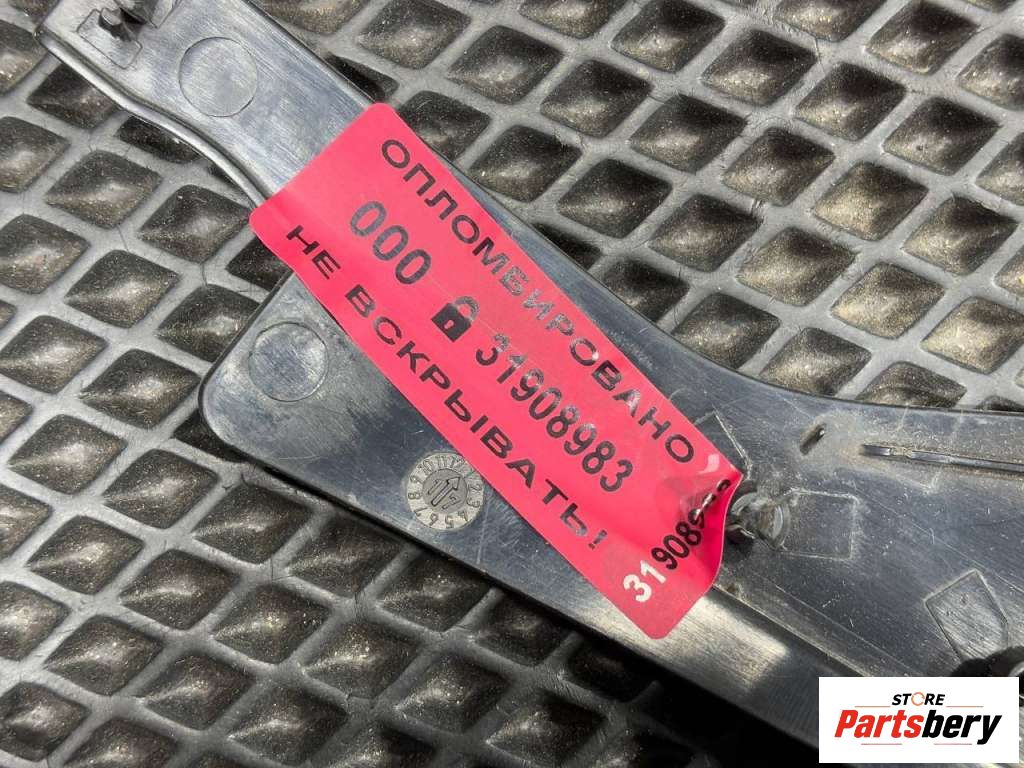 ОПЛОМБИРОВАНО
000 31908983
НЕ ВСКРЫВАТЬ!
STORE
Partsbery